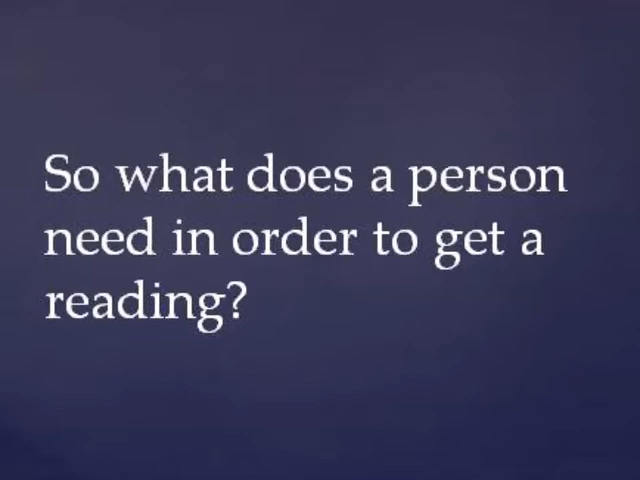 So what does a person
need in order to get a
reading?